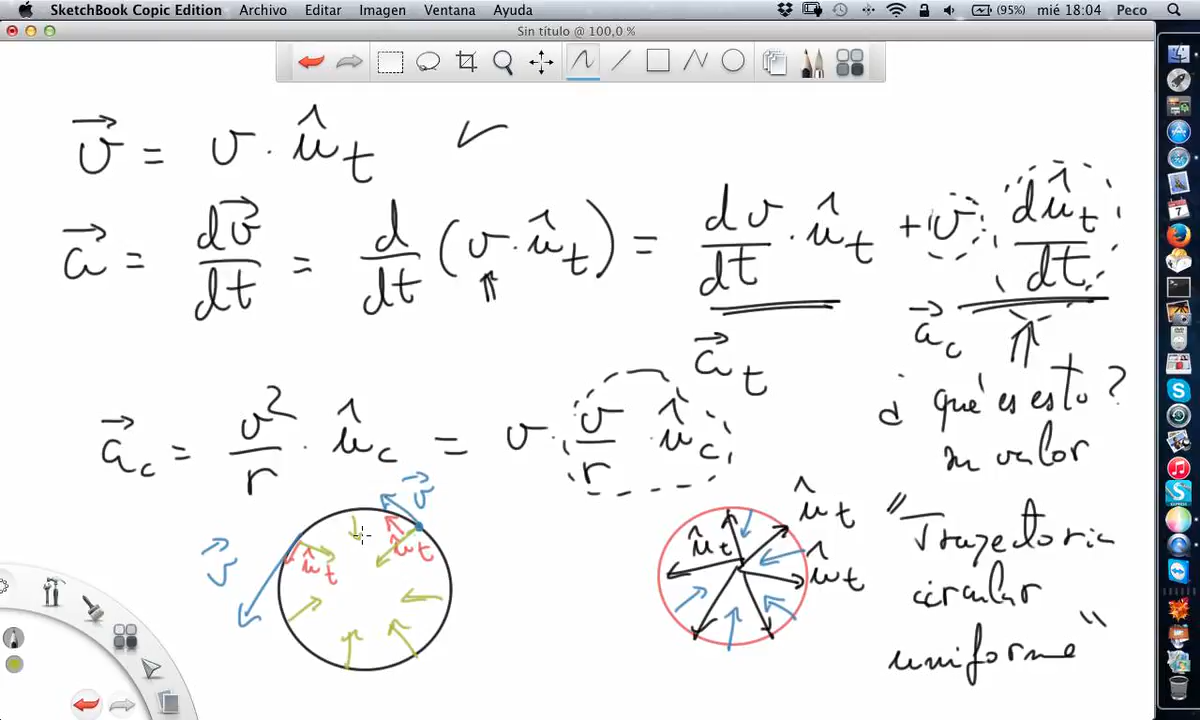 SketchBook Copic Edition Archivo Editar Imagen Ventana Ayuda (95%) mié 18:04 Peco
Sin título @ 100,0 %
v⃗ = v · û_t ✓
a⃗ = dv⃗/dt = d/dt (v · û_t) = dv/dt · û_t + v · dû_t/dt
a⃗_t
a⃗_c
¿ qué es esto ?
su valor
a⃗_c = v²/r · û_c = v · v/r · û_c
v⃗
v⃗
û_t
û_t
û_t
û_t
û_t
"Trayectoria
circular
uniforme"